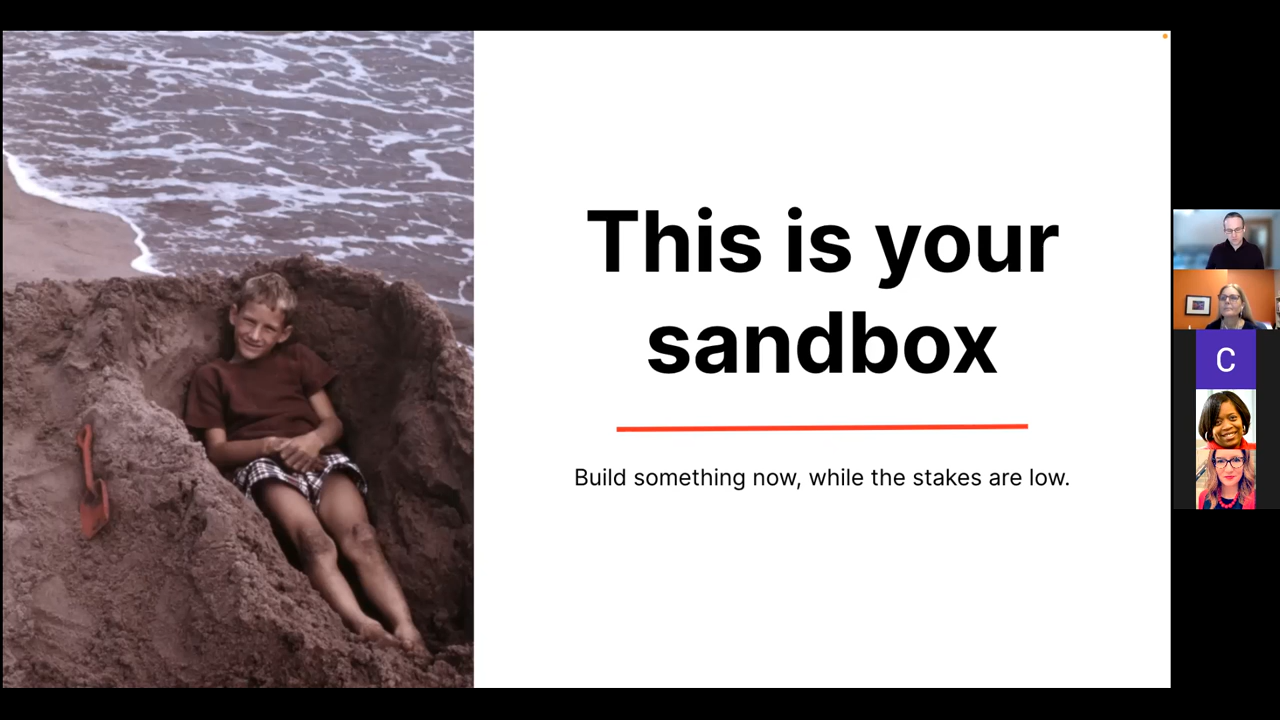 This is your
sandbox
Build something now, while the stakes are low.
C